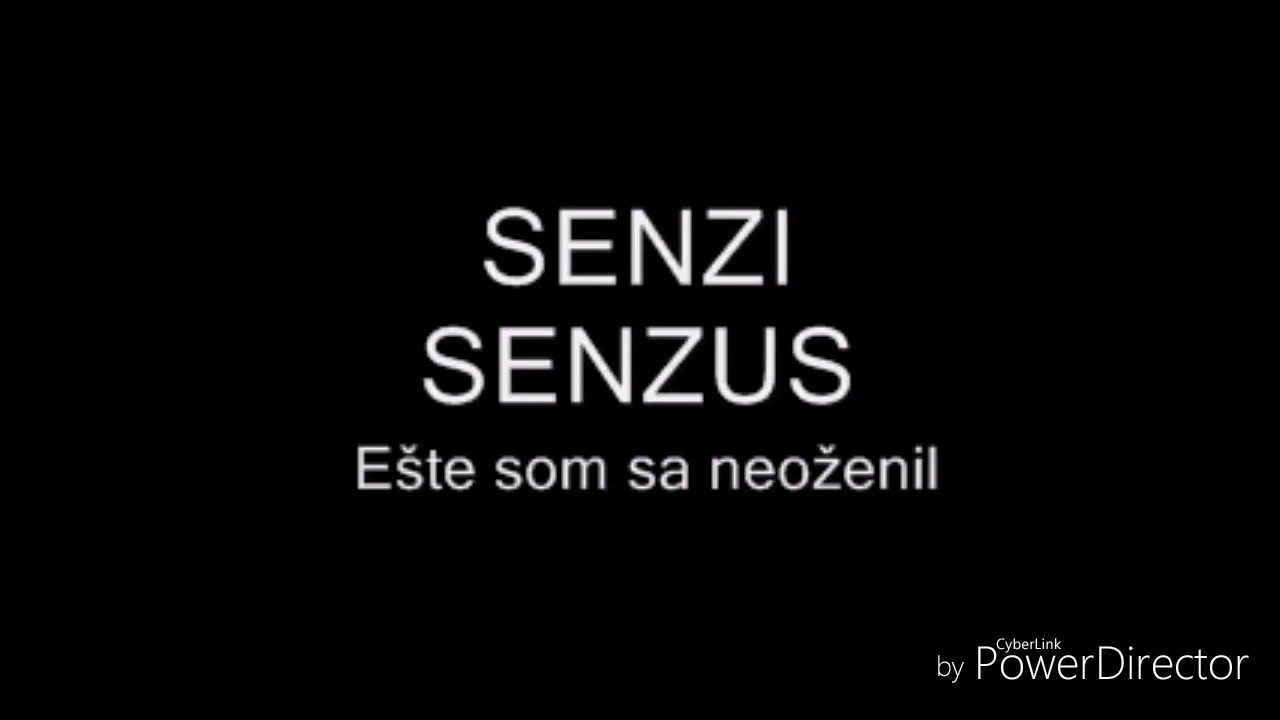 SENZI
SENZUS
Ešte som sa neoženil
CyberLink
by PowerDirector